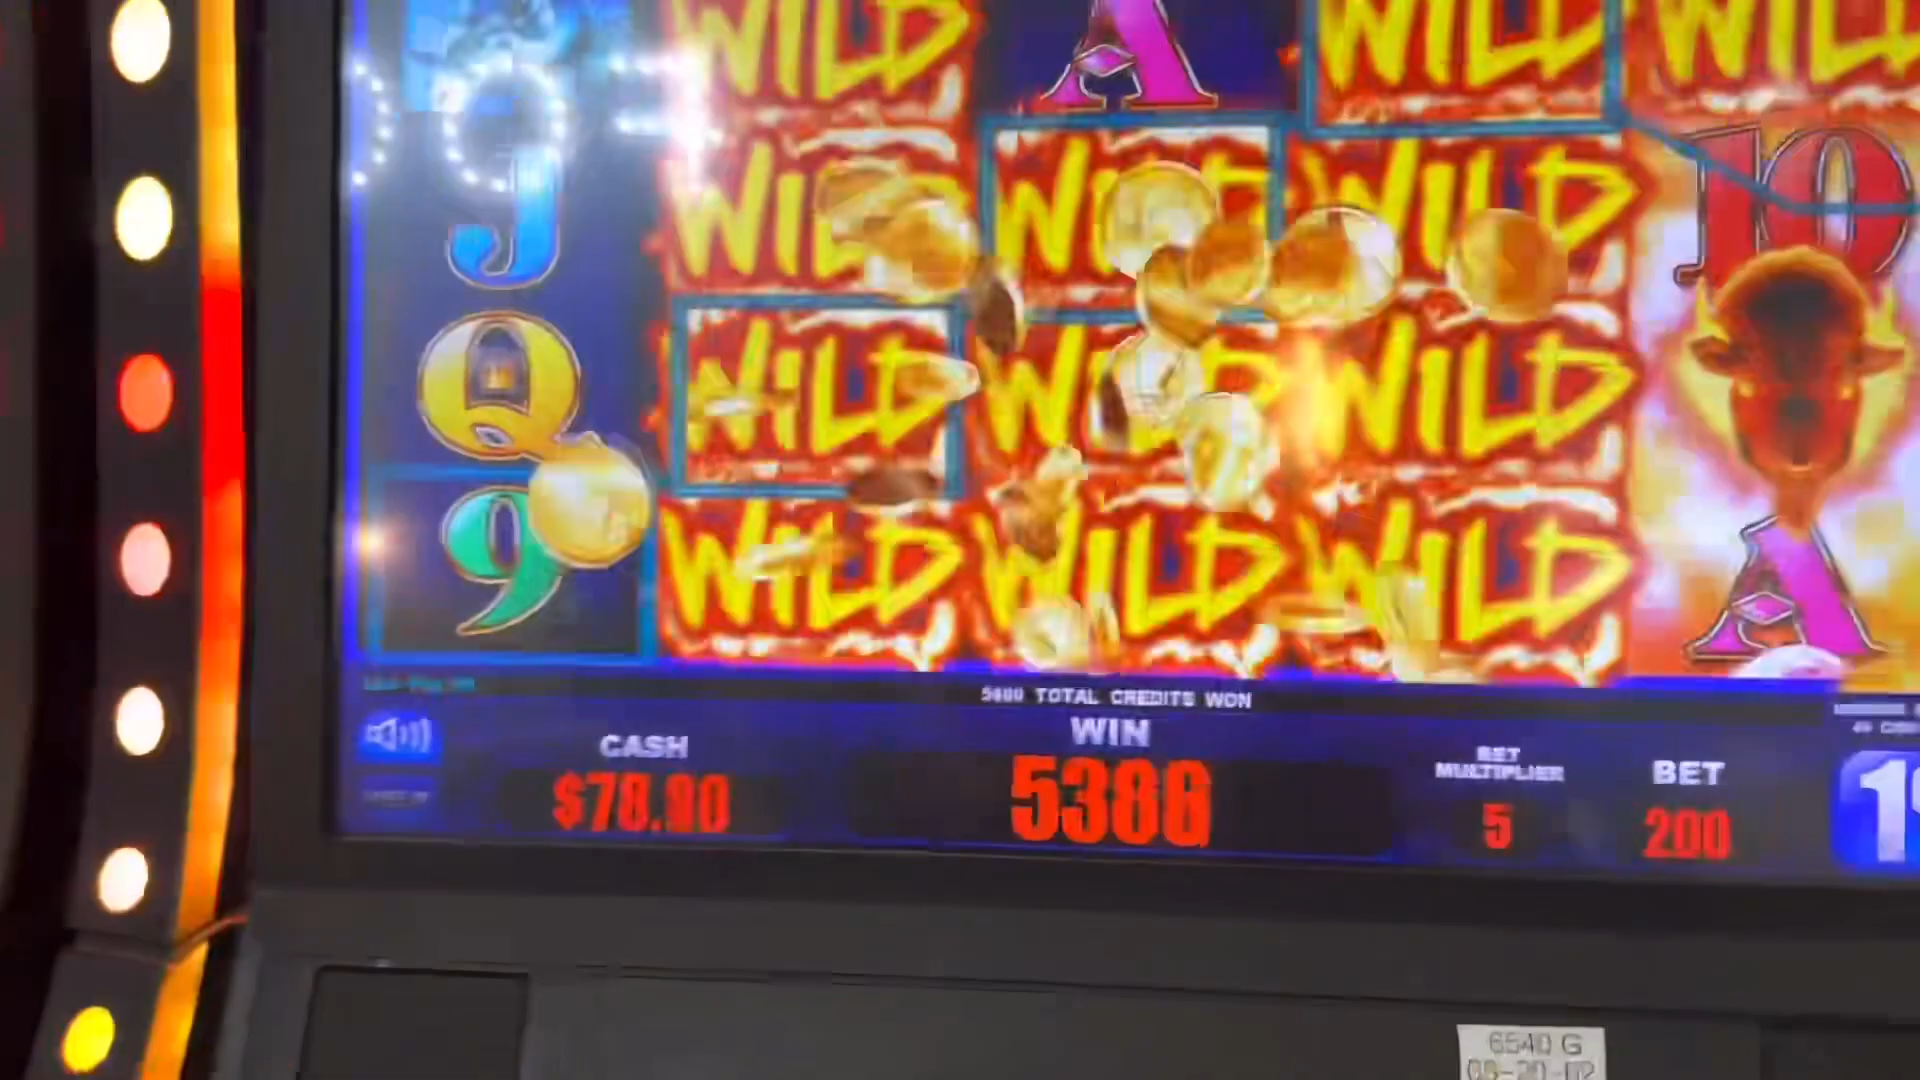 WILD A WILD WILD
J WILD WILD WILD 10
Q WILD WILD WILD
9 WILD WILD WILD A
TOTAL CREDITS WON
CASH
$78.90
WIN
5388
BET
MULTIPLIER
5
BET
200
6540 G